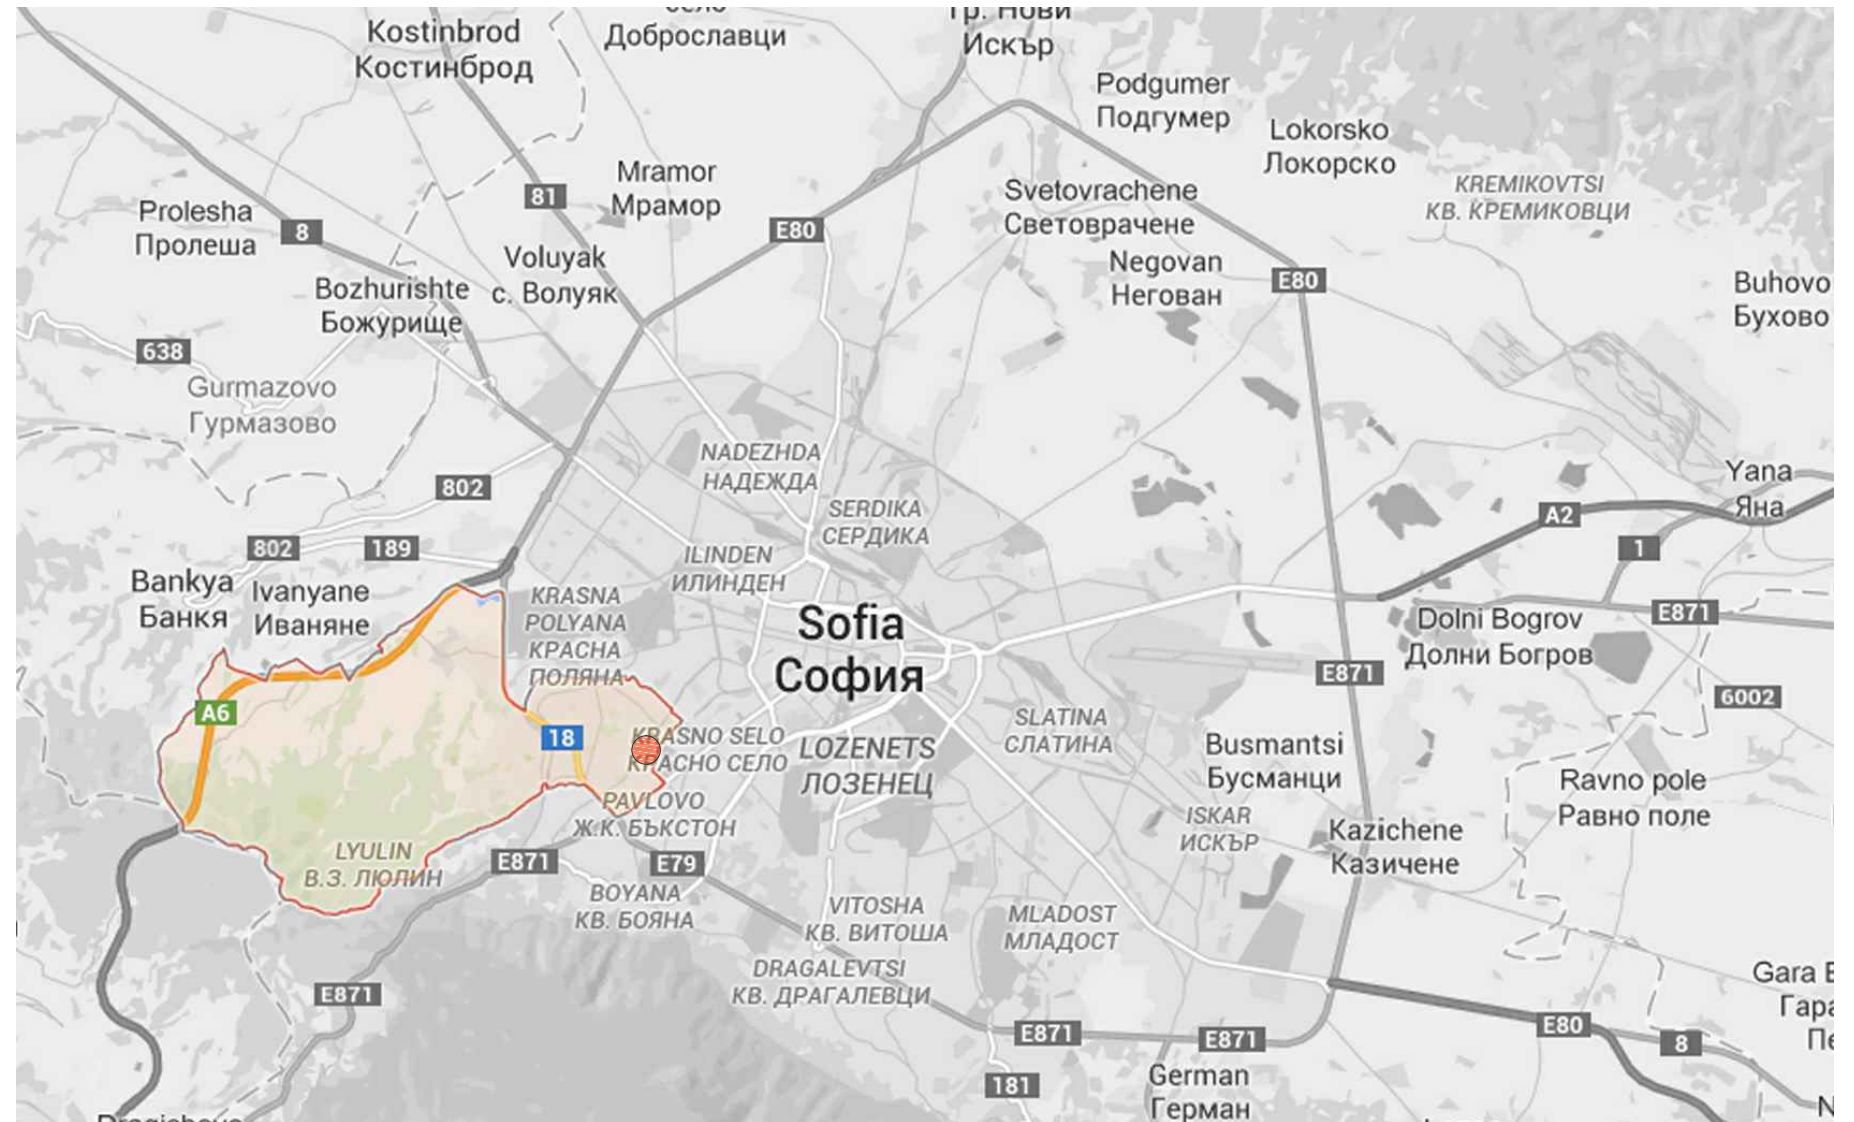 Kostinbrod
Костинброд
Доброславци
гр. Нови
Искър
Podgumer
Подгумер
Lokorsko
Локорско
KREMIKOVTSI
КВ. КРЕМИКОВЦИ
Mramor
Мрамор
81
Svetovrachene
Световрачене
Prolesha
Пролеша
8
E80
Voluyak
с. Волуяк
Negovan
Негован
E80
Buhovo
Бухово
Bozhurishte
Божурище
638
Gurmazovo
Гурмазово
NADEZHDA
НАДЕЖДА
Yana
Яна
802
SERDIKA
СЕРДИКА
A2
802
189
ILINDEN
ИЛИНДЕН
1
Bankya
Банкя
Ivanyane
Иваняне
KRASNA
POLYANA
КРАСНА
ПОЛЯНА
Sofia
София
Dolni Bogrov
Долни Богров
E871
E871
6002
A6
18
KRASNO SELO
КРАСНО СЕЛО
LOZENETS
ЛОЗЕНЕЦ
SLATINA
СЛАТИНА
Busmantsi
Бусманци
Ravno pole
Равно поле
PAVLOVO
Ж.К. БЪКСТОН
ISKAR
ИСКЪР
Kazichene
Казичене
LYULIN
В.З. ЛЮЛИН
E871
E79
BOYANA
КВ. БОЯНА
VITOSHA
КВ. ВИТОША
MLADOST
МЛАДОСТ
DRAGALEVTSI
КВ. ДРАГАЛЕВЦИ
E871
Gara
Гара
E871
E871
E80
8
181
German
Герман